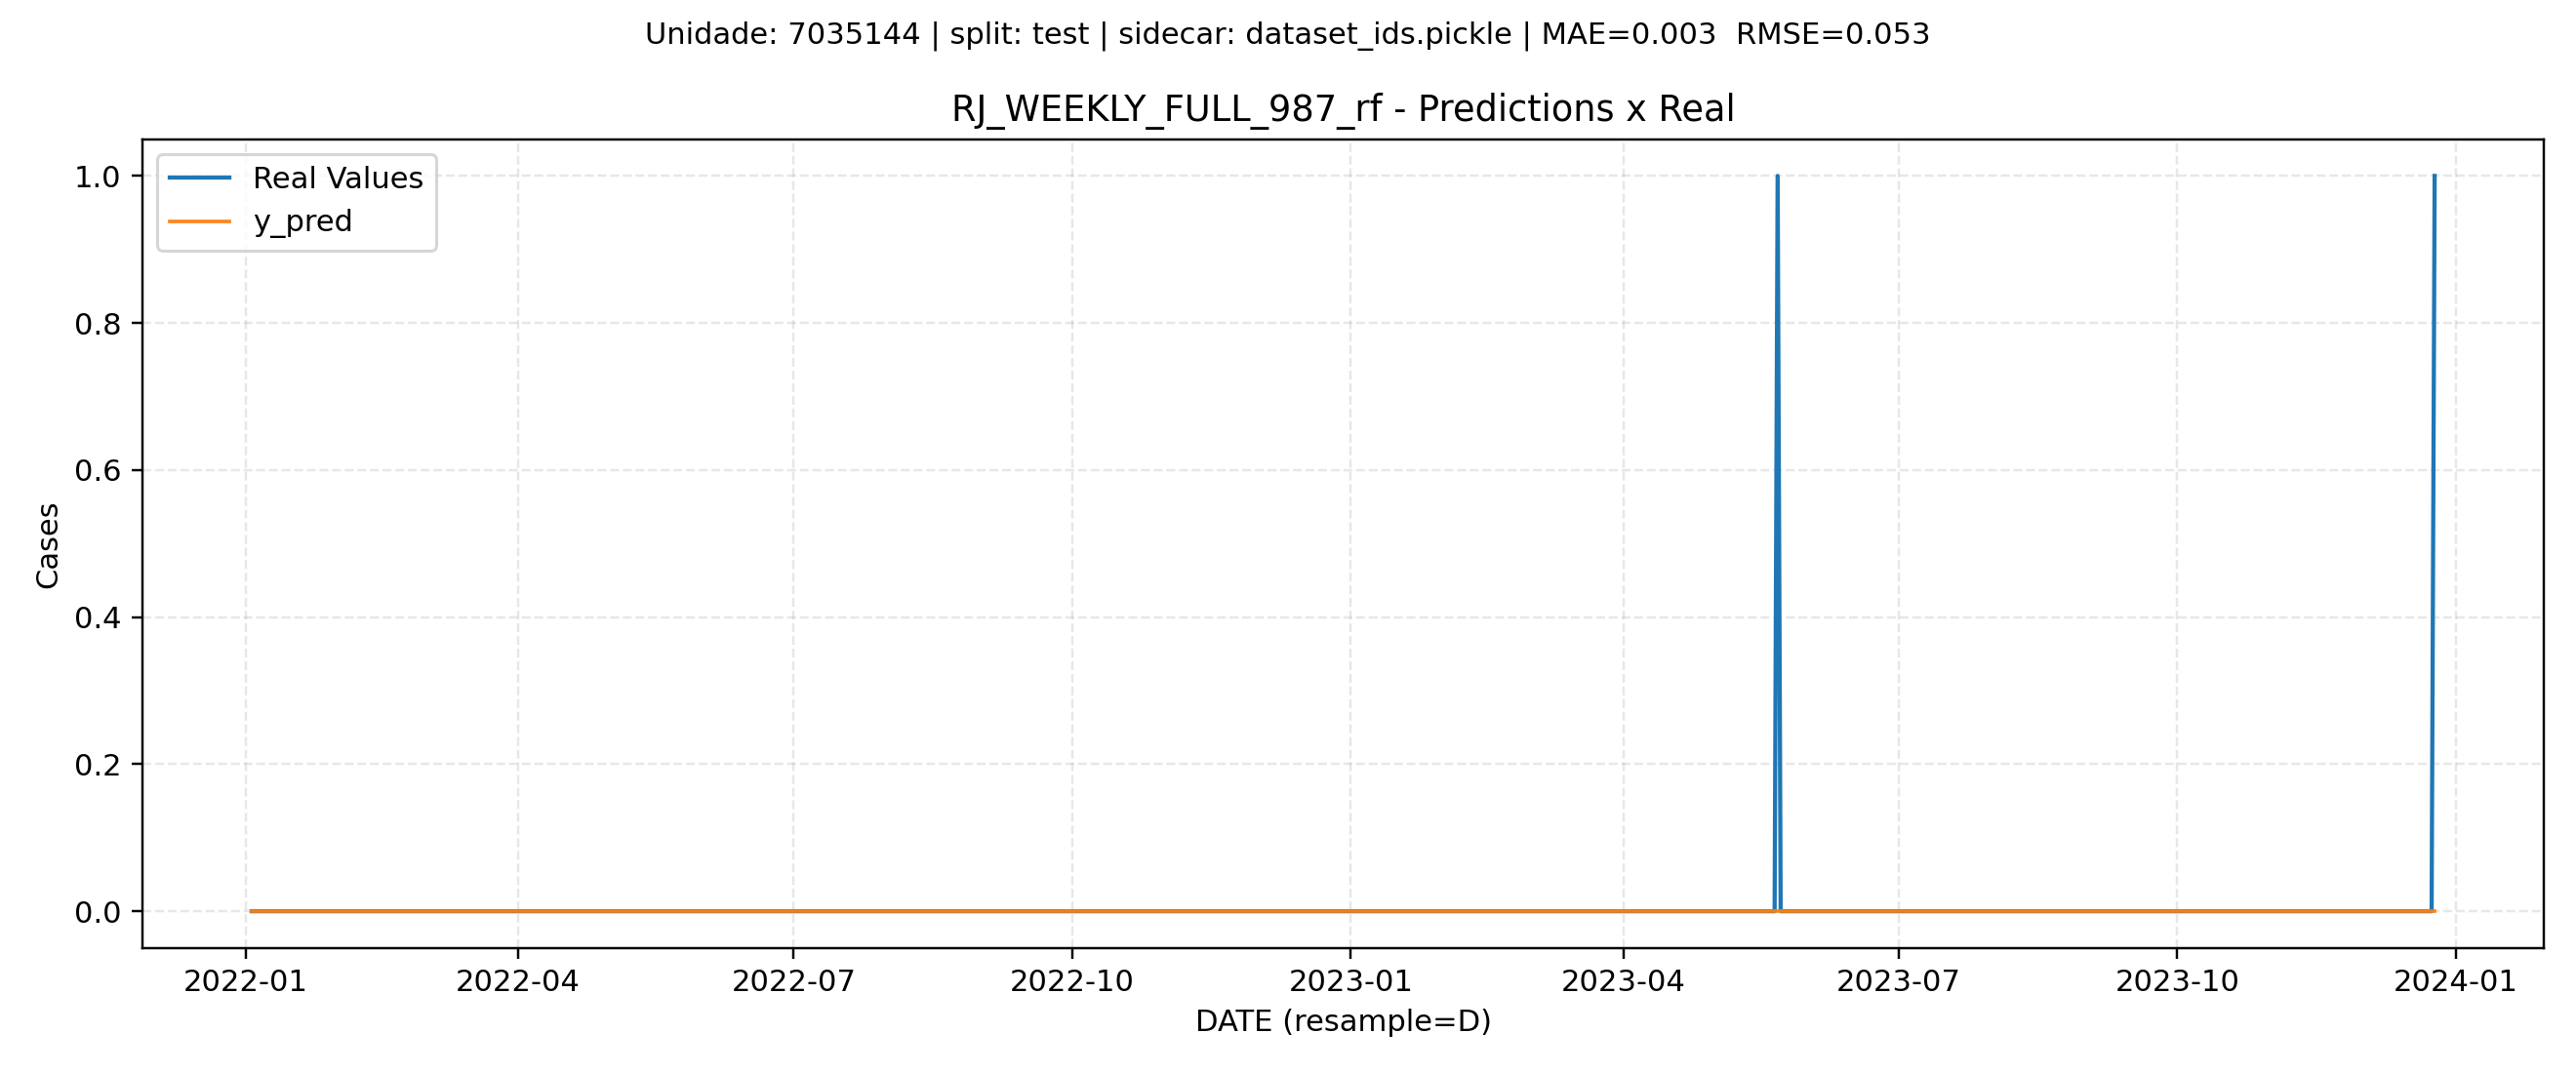 Unidade: 7035144 | split: test | sidecar: dataset_ids.pickle | MAE=0.003  RMSE=0.053
RJ_WEEKLY_FULL_987_rf - Predictions x Real
Real Values
y_pred
1.0
0.8
0.6
0.4
0.2
0.0
Cases
2022-01
2022-04
2022-07
2022-10
2023-01
2023-04
2023-07
2023-10
2024-01
DATE (resample=D)